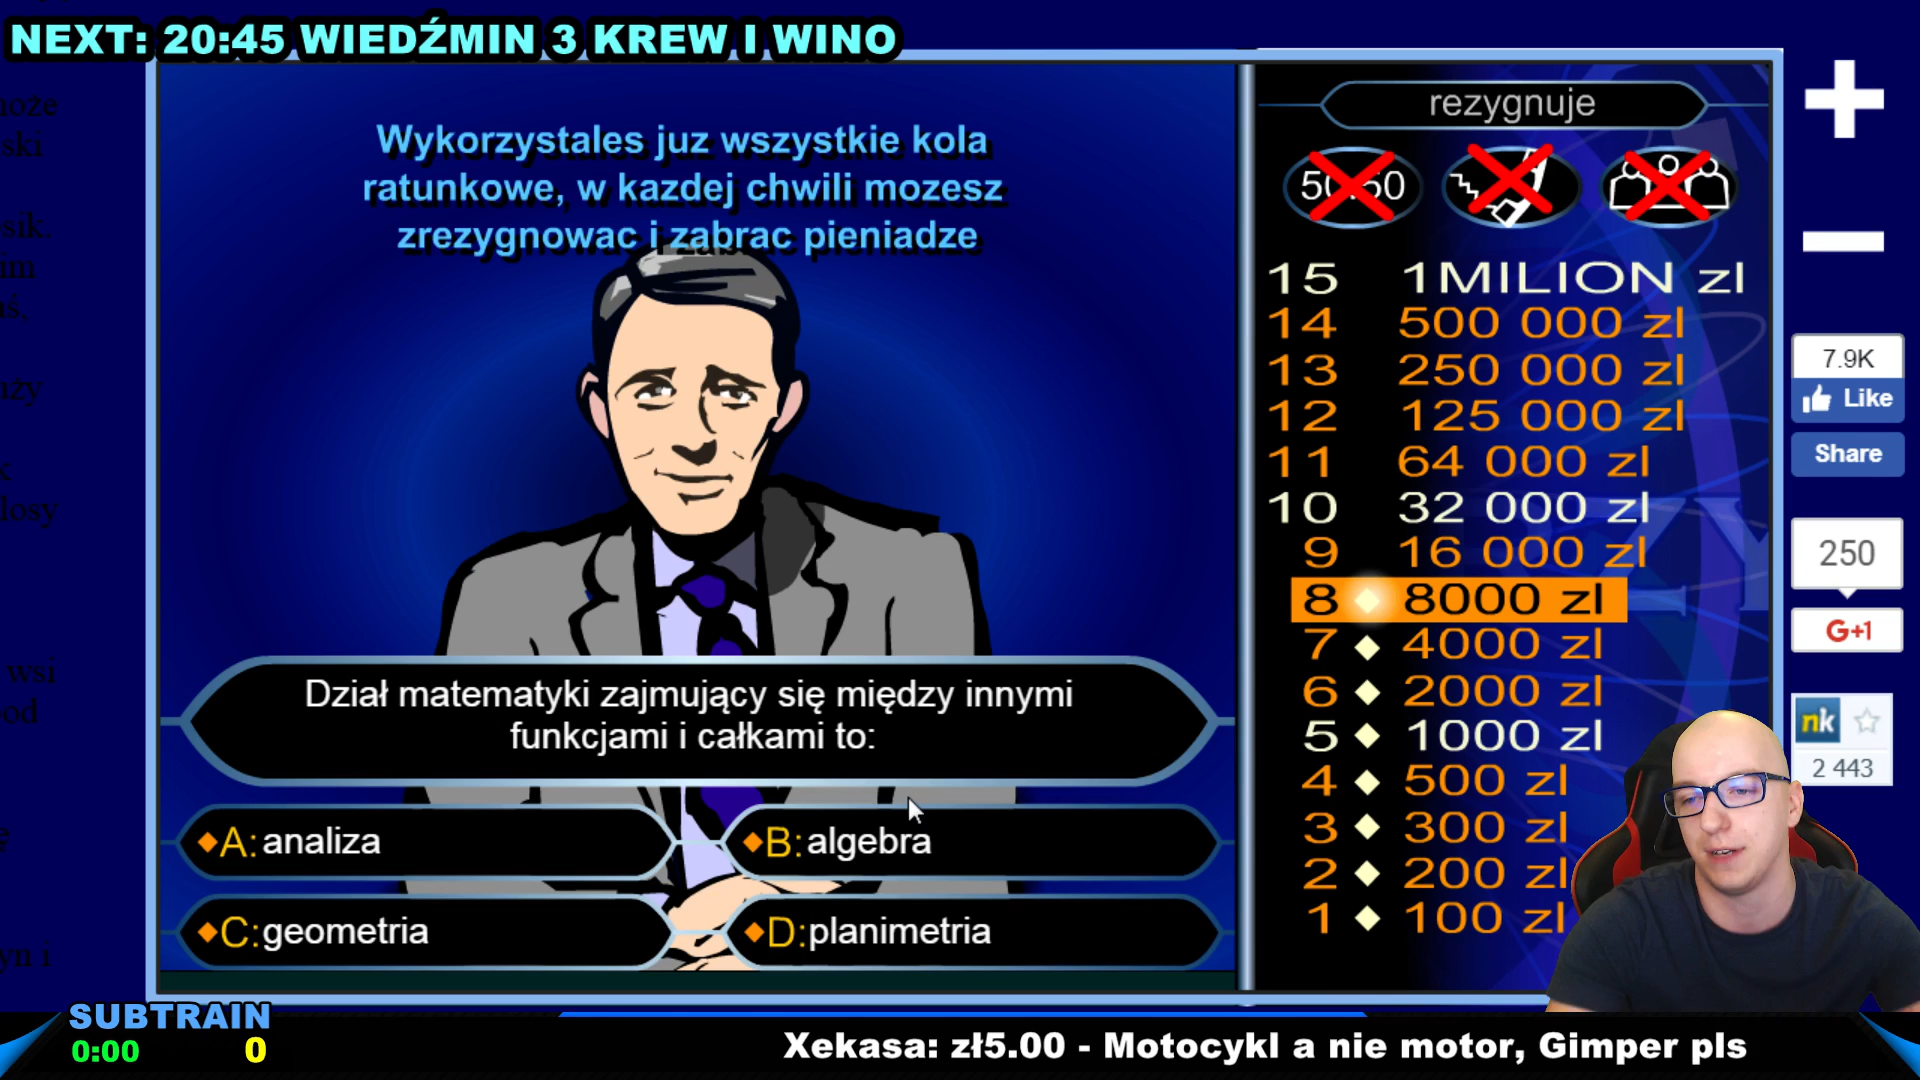 NEXT: 20:45 WIEDŹMIN 3 KREW I WINO
Wykorzystales juz wszystkie kola
ratunkowe, w kazdej chwili mozesz
zrezygnowac i zabrac pieniadze
rezygnuje
15 1MILION zl
14 500 000 zl
13 250 000 zl
12 125 000 zl
11 64 000 zl
10 32 000 zl
9 16 000 zl
8 8000 zl
7 4000 zl
6 2000 zl
5 1000 zl
4 500 zl
3 300 zl
2 200 zl
1 100 zl
Dział matematyki zajmujący się między innymi
funkcjami i całkami to:
A: analiza
B: algebra
C: geometria
D: planimetria
7.9K
Like
Share
250
G+1
nk
2 443
SUBTRAIN
0:00 0
Xekasa: zł5.00 - Motocykl a nie motor, Gimper pls